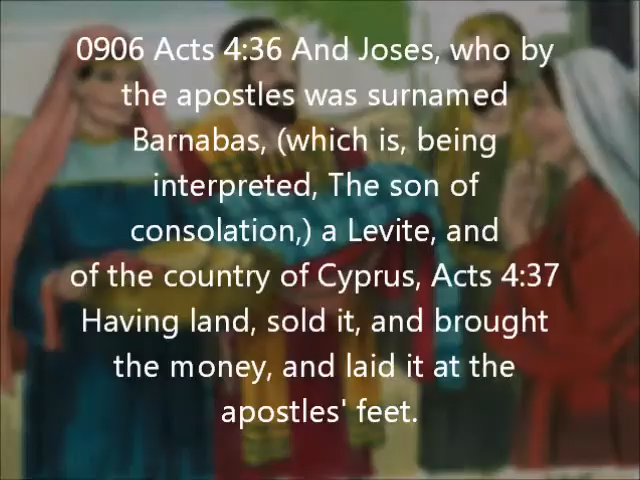 0906 Acts 4:36 And Joses, who by
the apostles was surnamed
Barnabas, (which is, being
interpreted, The son of
consolation,) a Levite, and
of the country of Cyprus, Acts 4:37
Having land, sold it, and brought
the money, and laid it at the
apostles' feet.